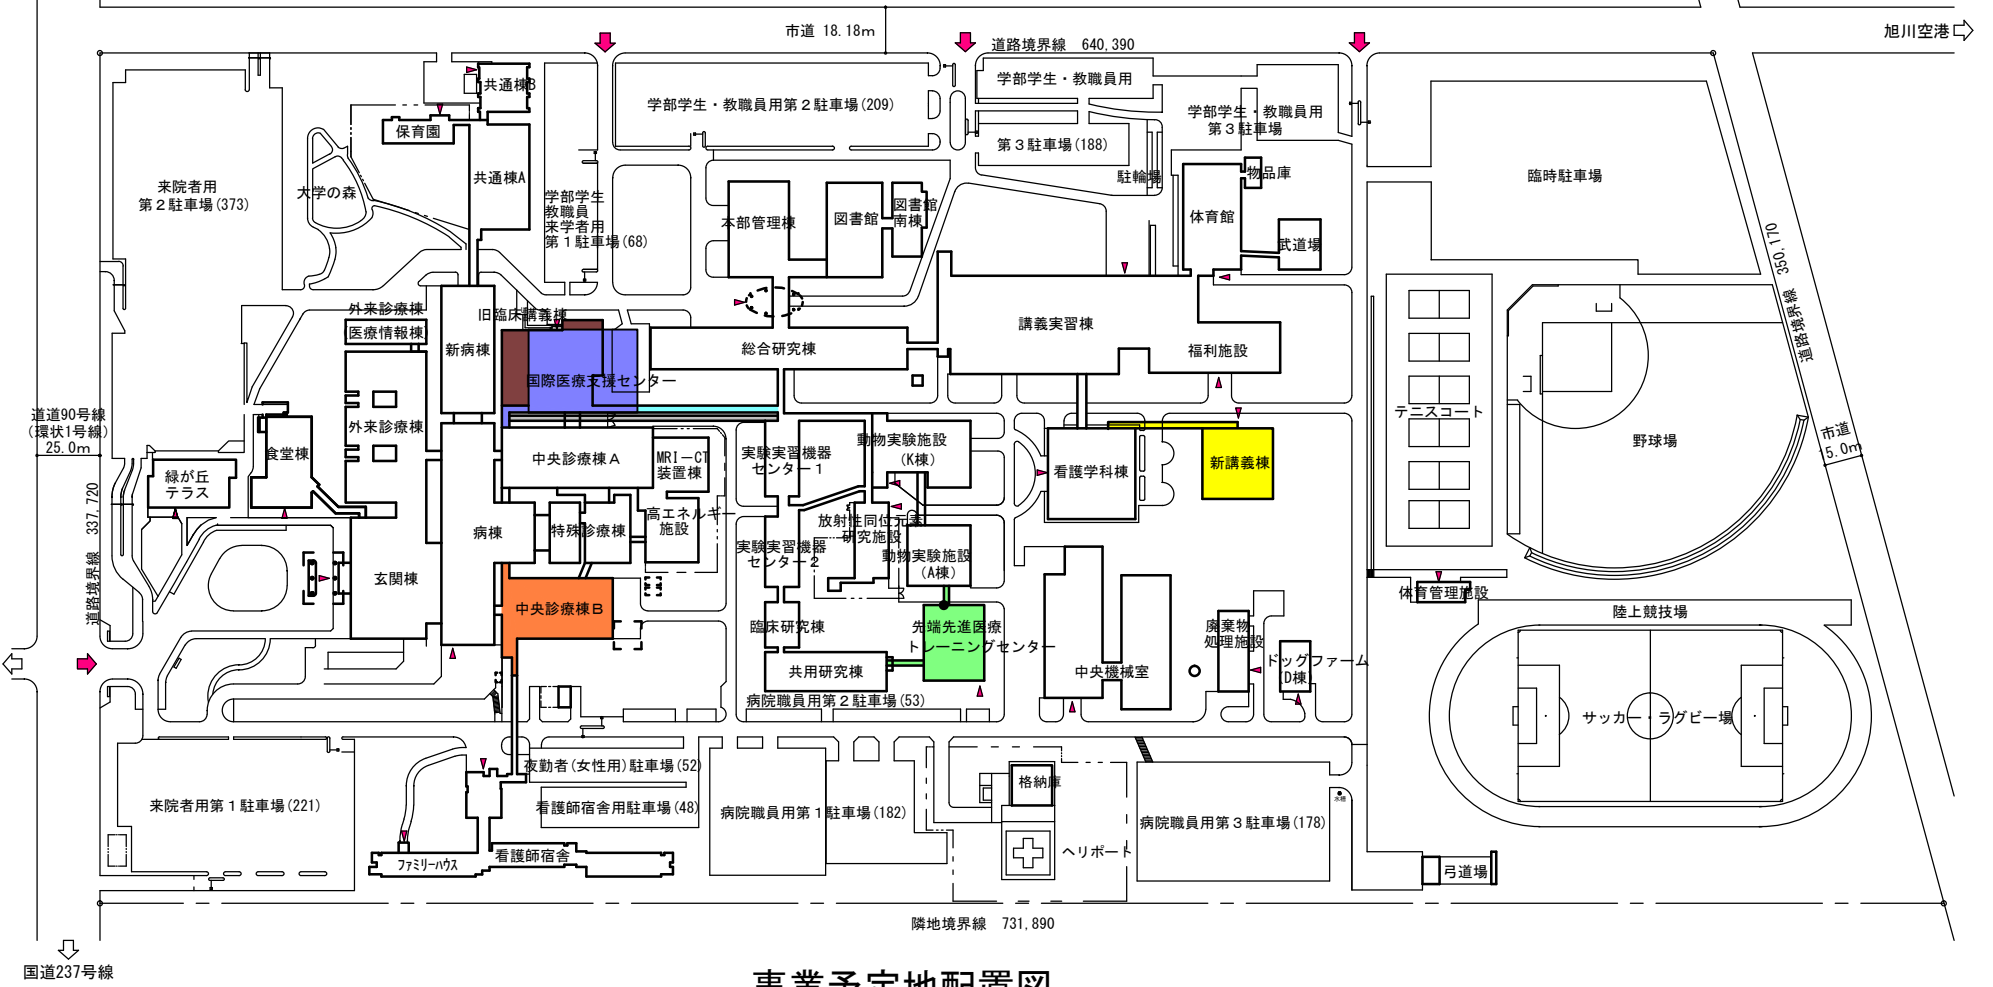 市道 18.18m
旭川空港
道路境界線 640,390
共通棟B
学部学生・教職員用第2駐車場(209)
学部学生・教職員用
学部学生・教職員用
第3駐車場
保育園
第3駐車場(188)
共通棟A
駐輪場
物品庫
臨時駐車場
来院者用
第2駐車場(373)
大学の森
学部学生
教職員
来学者用
第1駐車場(68)
本部管理棟
図書館
図書館
南棟
体育館
武道場
道路境界線 350,170
外来診療棟
医療情報棟
旧臨床講義棟
新病棟
総合研究棟
講義実習棟
福利施設
国際医療支援センター
道道90号線
(環状1号線)
25.0m
外来診療棟
テニスコート
野球場
市道
15.0m
食堂棟
中央診療棟A
MRI−CT
装置棟
実験実習機器
センター1
動物実験施設
(K棟)
看護学科棟
新講義棟
緑が丘
テラス
道路境界線 337,720
病棟
特殊診療棟
高エネルギー
施設
放射性同位元素
研究施設
実験実習機器
センター2
動物実験施設
(A棟)
玄関棟
体育管理施設
中央診療棟B
臨床研究棟
先端先進医療
トレーニングセンター
廃棄物
処理施設
陸上競技場
共用研究棟
中央機械室
ドッグファーム
(D棟)
病院職員用第2駐車場(53)
サッカー・ラグビー場
夜勤者(女性用)駐車場(52)
格納庫
水槽
来院者用第1駐車場(221)
看護師宿舎用駐車場(48)
病院職員用第1駐車場(182)
病院職員用第3駐車場(178)
ヘリポート
ファミリーハウス
看護師宿舎
弓道場
隣地境界線 731,890
国道237号線
事業予定地配置図